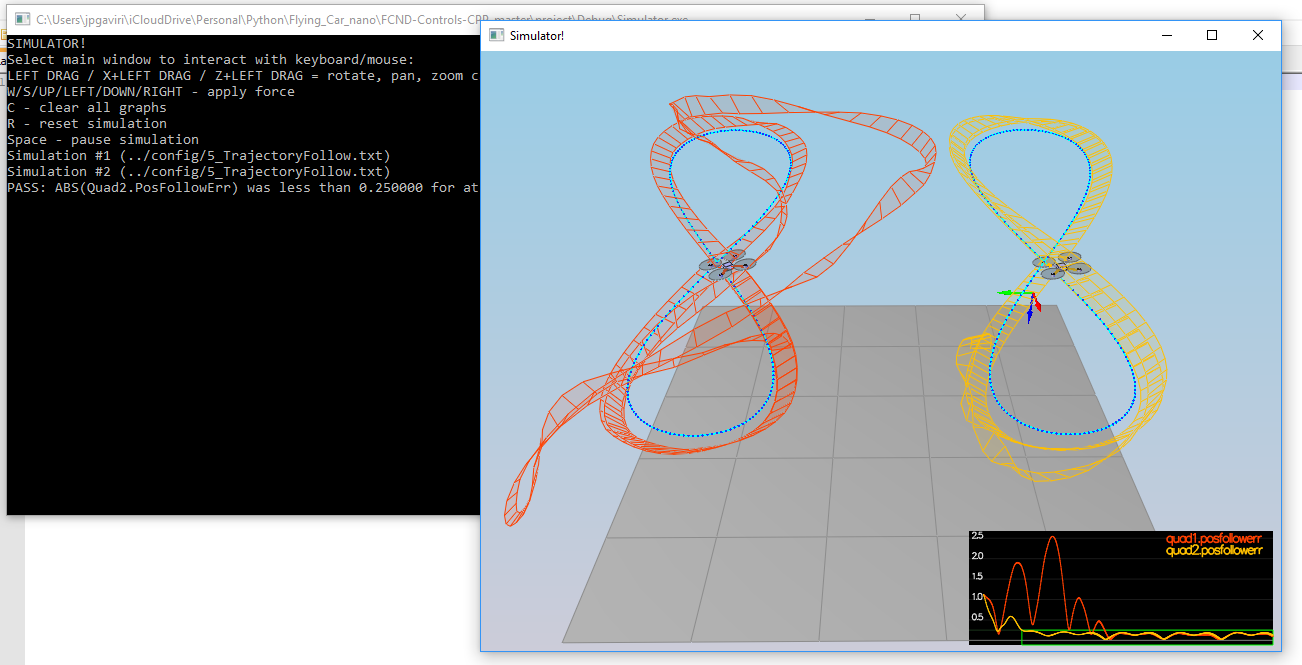 C:\Users\jpgaviri\iCloudDrive\Personal\Python\Flying_Car_nano\FCND-Controls-CPP_master\project\Debug\Simulator.exe
SIMULATOR!
Select main window to interact with keyboard/mouse:
LEFT DRAG / X+LEFT DRAG / Z+LEFT DRAG = rotate, pan, zoom c
W/S/UP/LEFT/DOWN/RIGHT - apply force
C - clear all graphs
R - reset simulation
Space - pause simulation
Simulation #1 (../config/5_TrajectoryFollow.txt)
Simulation #2 (../config/5_TrajectoryFollow.txt)
PASS: ABS(Quad2.PosFollowErr) was less than 0.250000 for at
Simulator!
quad1.posfollowerr
quad2.posfollowerr
2.5
2.0
1.5
1.0
0.5